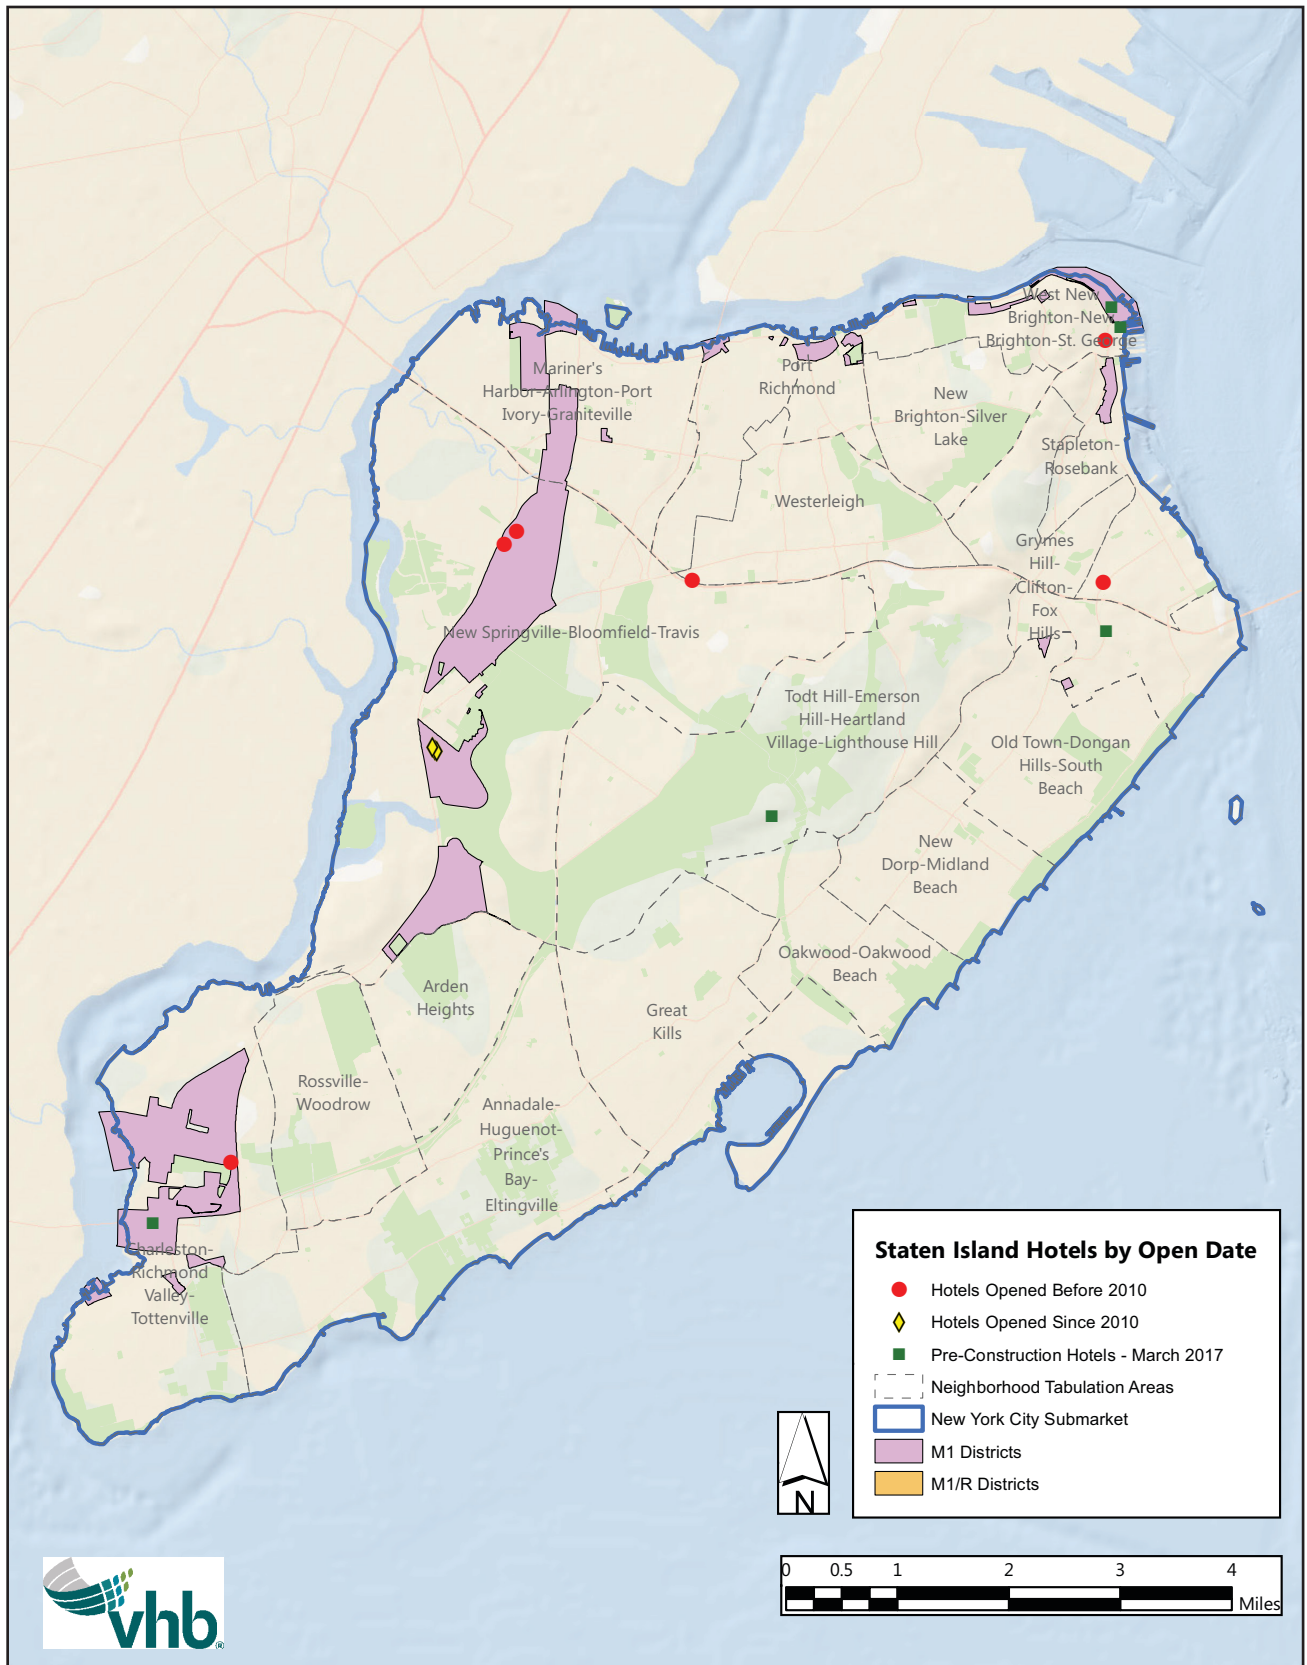 West New
Brighton-New
Brighton-St. George
Mariner's
Harbor-Arlington-Port
Ivory-Graniteville
Port
Richmond
New
Brighton-Silver
Lake
Stapleton-
Rosebank
Westerleigh
Grymes
Hill-
Clifton-
Fox
Hills
New Springville-Bloomfield-Travis
Todt Hill-Emerson
Hill-Heartland
Village-Lighthouse Hill
Old Town-Dongan
Hills-South
Beach
New
Dorp-Midland
Beach
Oakwood-Oakwood
Beach
Arden
Heights
Great
Kills
Rossville-
Woodrow
Annadale-
Huguenot-
Prince's
Bay-
Eltingville
Charleston-
Richmond
Valley-
Tottenville
Staten Island Hotels by Open Date
Hotels Opened Before 2010
Hotels Opened Since 2010
Pre-Construction Hotels - March 2017
Neighborhood Tabulation Areas
New York City Submarket
M1 Districts
M1/R Districts
N
0 0.5 1 2 3 4
Miles
vhb®